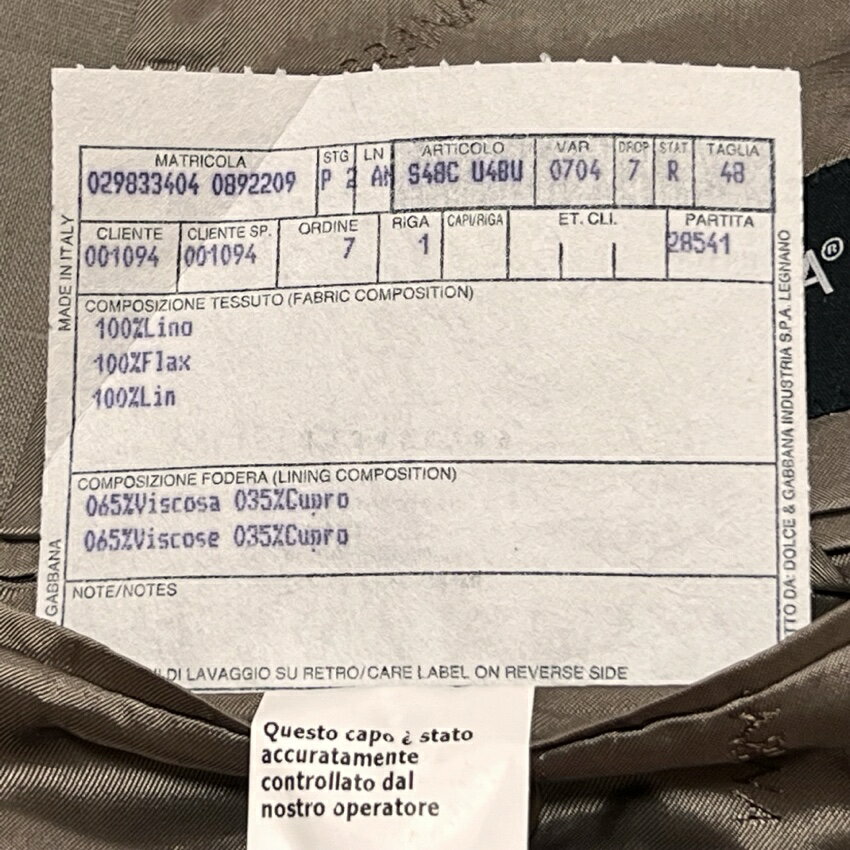 MATRICOLA STG LN ARTICOLO VAR. DROP STAT TAGLIA
029833404 0892209 P 2 AN S48C U4BU 0704 7 R 48
CLIENTE CLIENTE SP. ORDINE RIGA CAPI/RIGA ET. CLI. PARTITA
001094 001094 7 1 28541
COMPOSIZIONE TESSUTO (FABRIC COMPOSITION)
100%Lino
100%Flax
100%Lin
COMPOSIZIONE FODERA (LINING COMPOSITION)
065%Viscosa 035%Cupro
065%Viscose 035%Cupro
NOTE/NOTES
DI LAVAGGIO SU RETRO/CARE LABEL ON REVERSE SIDE
MADE IN ITALY
GABBANA
DA: DOLCE & GABBANA INDUSTRIA S.P.A. LEGNANO
A®
Questo capo è stato
accuratamente
controllato dal
nostro operatore